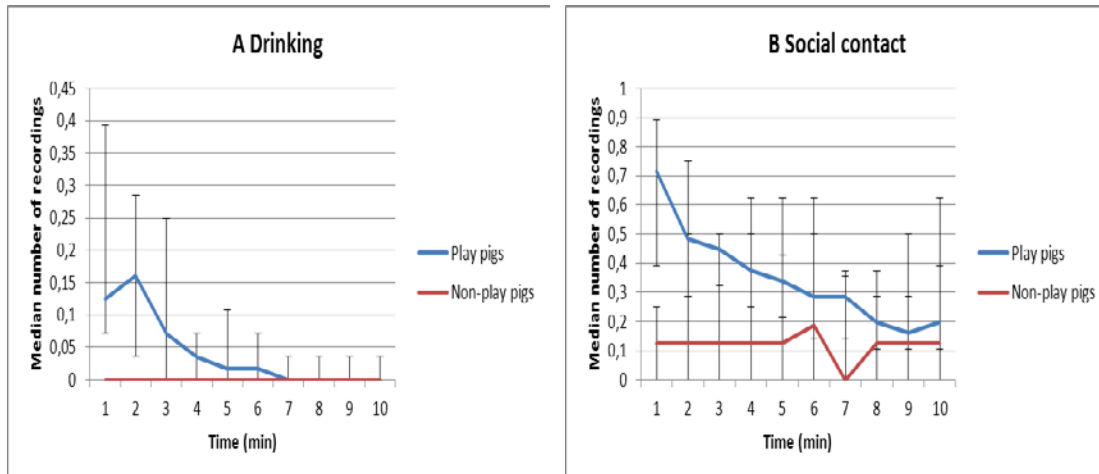 A Drinking
Median number of recordings
0,45
0,4
0,35
0,3
0,25
0,2
0,15
0,1
0,05
0
1 2 3 4 5 6 7 8 9 10
Time (min)
Play pigs
Non-play pigs
B Social contact
Median number of recordings
1
0,9
0,8
0,7
0,6
0,5
0,4
0,3
0,2
0,1
0
1 2 3 4 5 6 7 8 9 10
Time (min)
Play pigs
Non-play pigs